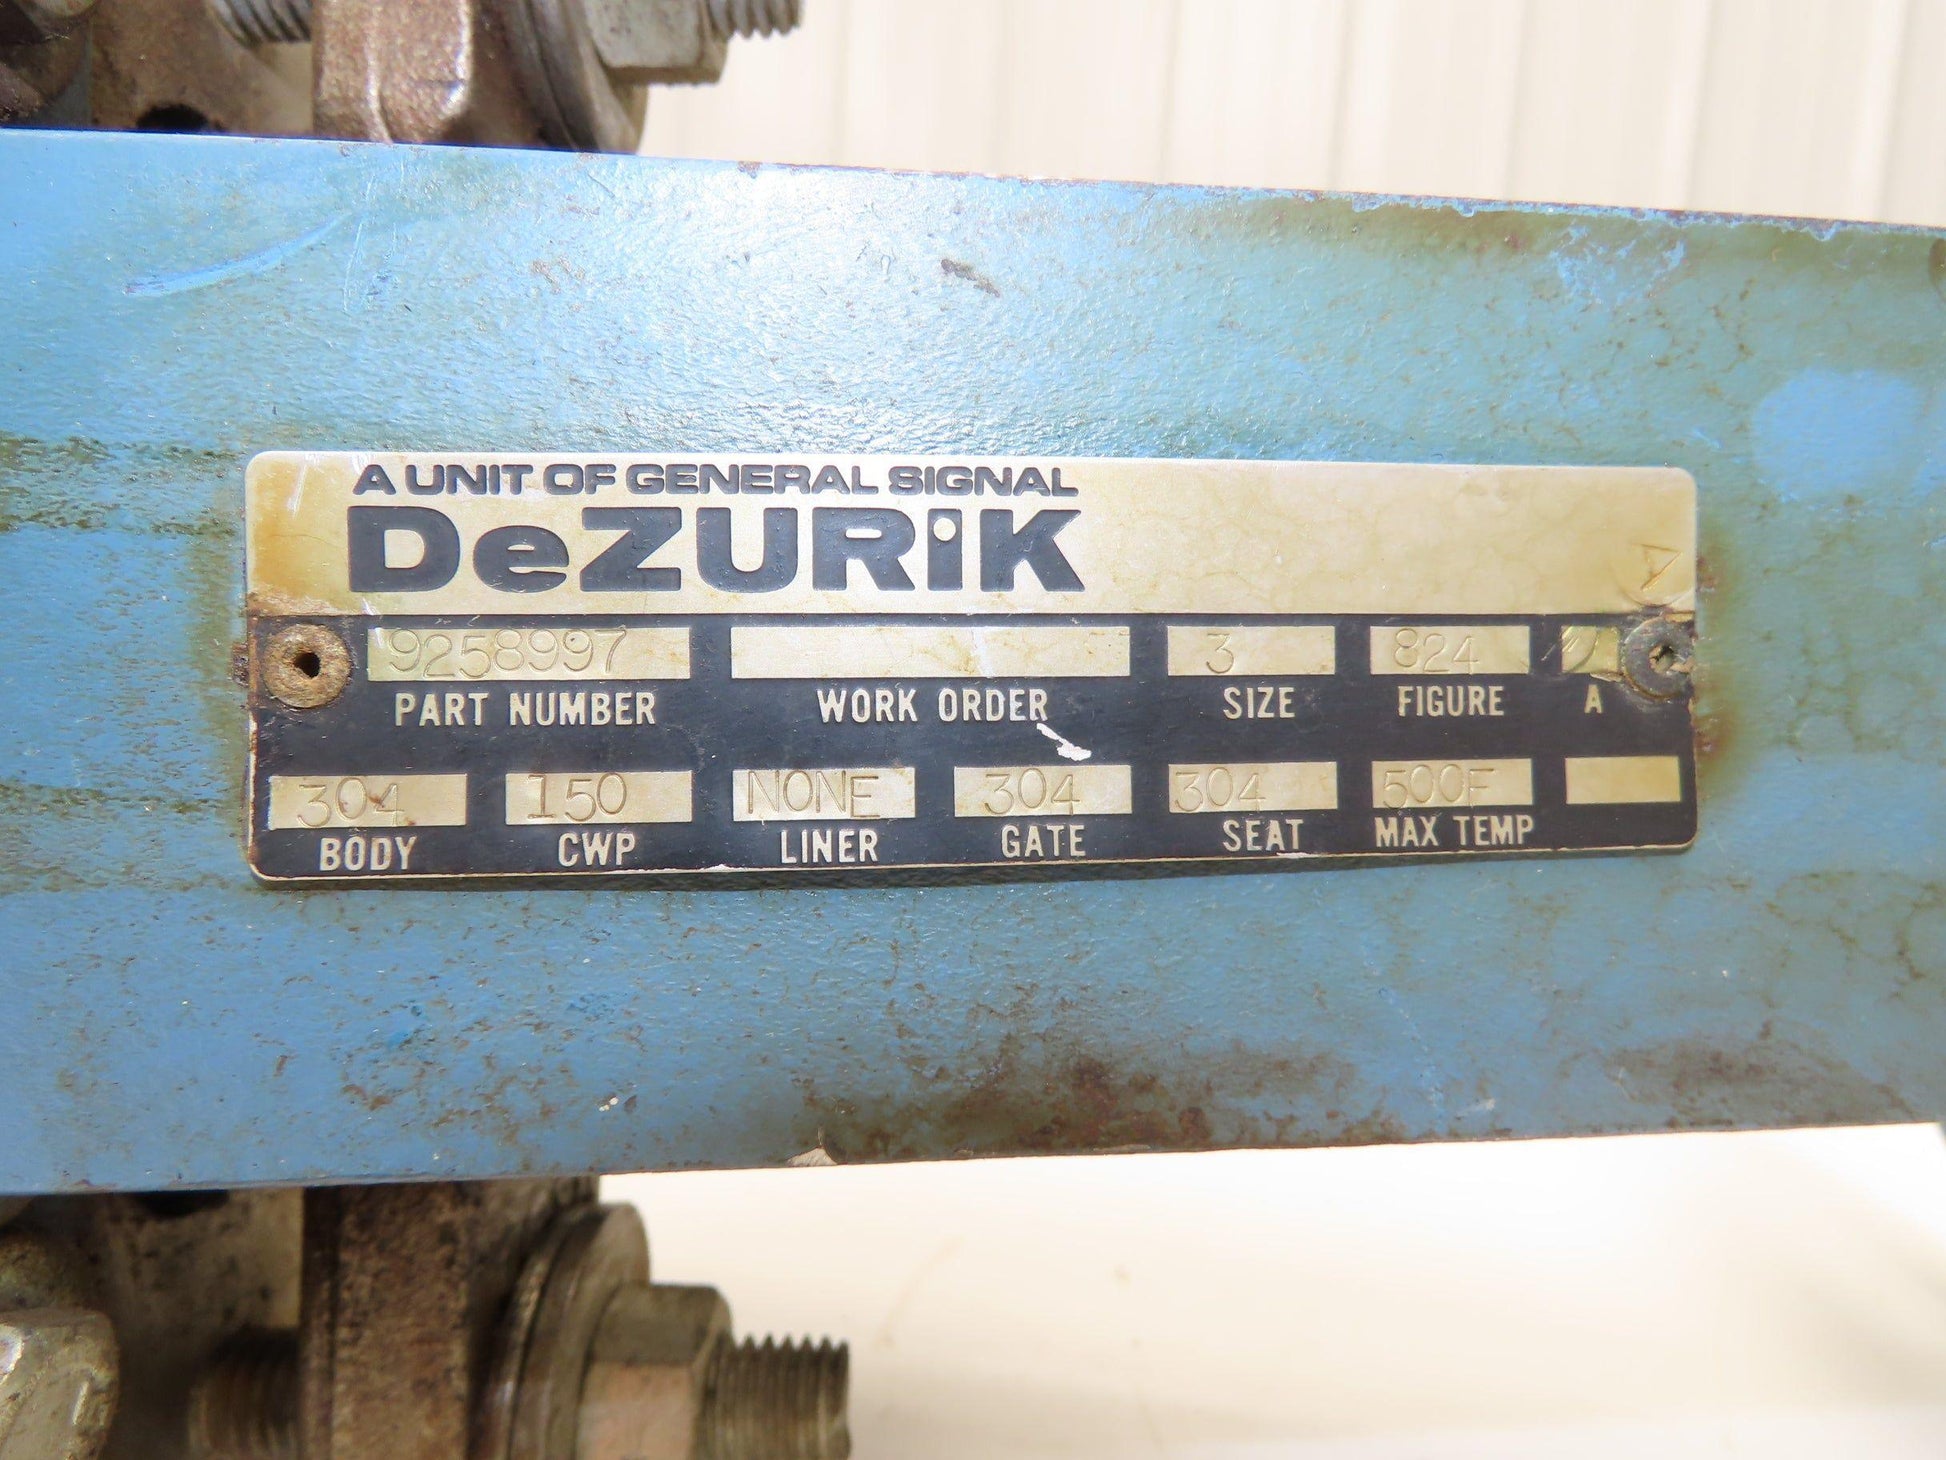 A UNIT OF GENERAL SIGNAL
DeZURIK
9258997 3 824
PART NUMBER WORK ORDER SIZE FIGURE A
304 150 NONE 304 304 500F
BODY CWP LINER GATE SEAT MAX TEMP